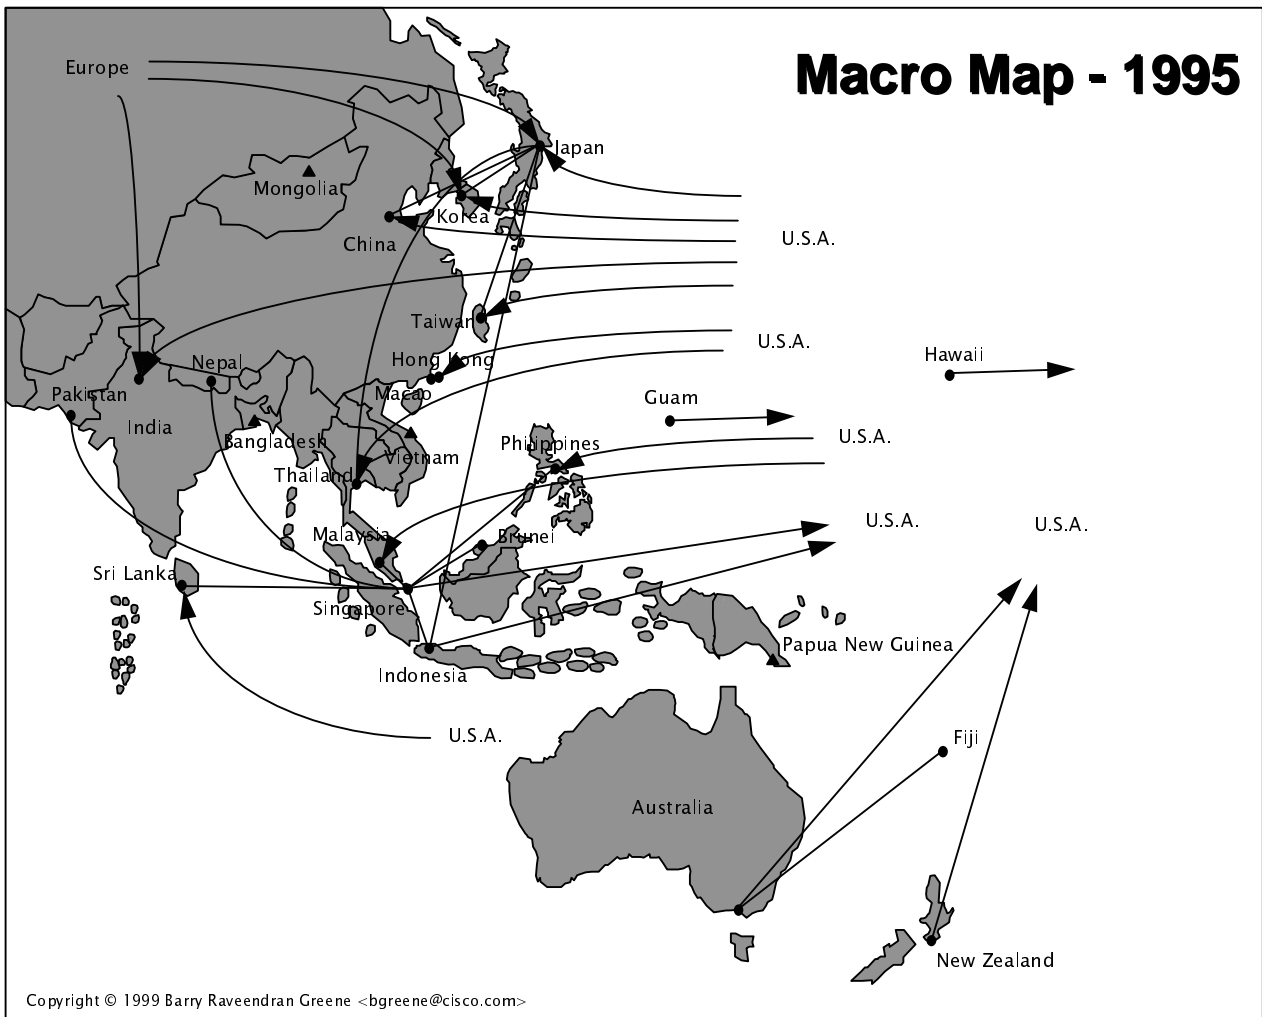 Macro Map - 1995
Europe
Japan
Mongolia
Korea
China
U.S.A.
Taiwan
U.S.A.
Hong Kong
Hawaii
Nepal
Macao
Pakistan
Guam
India
Bangladesh
Philippines
U.S.A.
Vietnam
Thailand
U.S.A.
U.S.A.
Malaysia
Brunei
Sri Lanka
Singapore
Papua New Guinea
Indonesia
U.S.A.
Fiji
Australia
New Zealand
Copyright © 1999 Barry Raveendran Greene <bgreene@cisco.com>